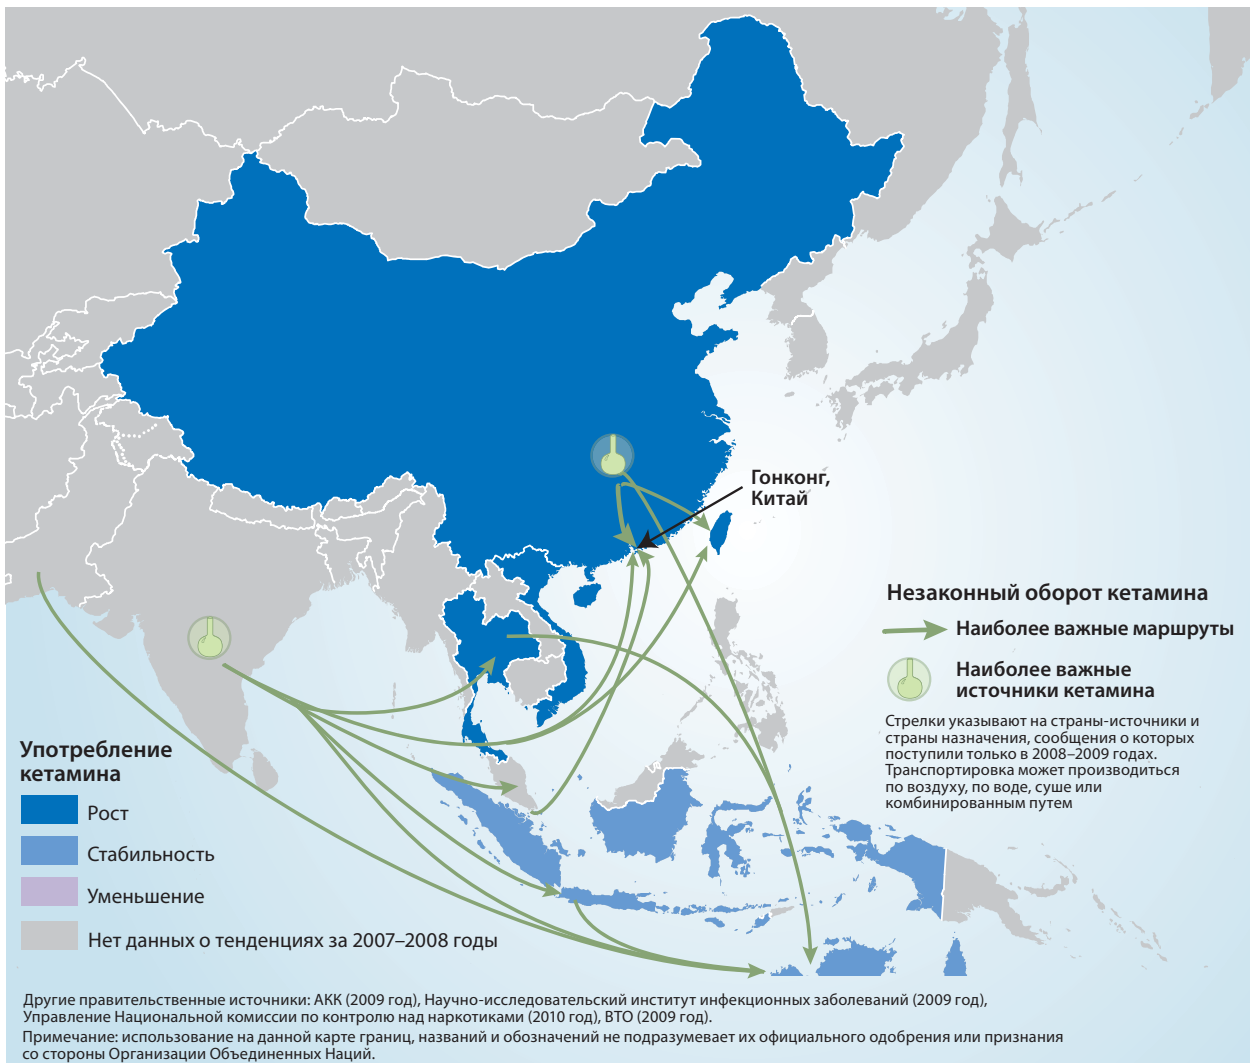 Гонконг,
Китай
Незаконный оборот кетамина
Наиболее важные маршруты
Наиболее важные
источники кетамина
Стрелки указывают на страны-источники и
страны назначения, сообщения о которых
поступили только в 2008–2009 годах.
Транспортировка может производиться
по воздуху, по воде, суше или
комбинированным путем
Употребление
кетамина
Рост
Стабильность
Уменьшение
Нет данных о тенденциях за 2007–2008 годы
Другие правительственные источники: АКК (2009 год), Научно-исследовательский институт инфекционных заболеваний (2009 год),
Управление Национальной комиссии по контролю над наркотиками (2010 год), ВТО (2009 год).
Примечание: использование на данной карте границ, названий и обозначений не подразумевает их официального одобрения или признания
со стороны Организации Объединенных Наций.